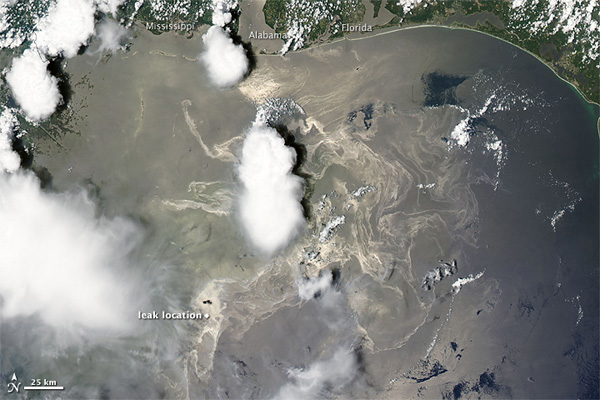 Mississippi
Alabama
Florida
leak location
N
25 km